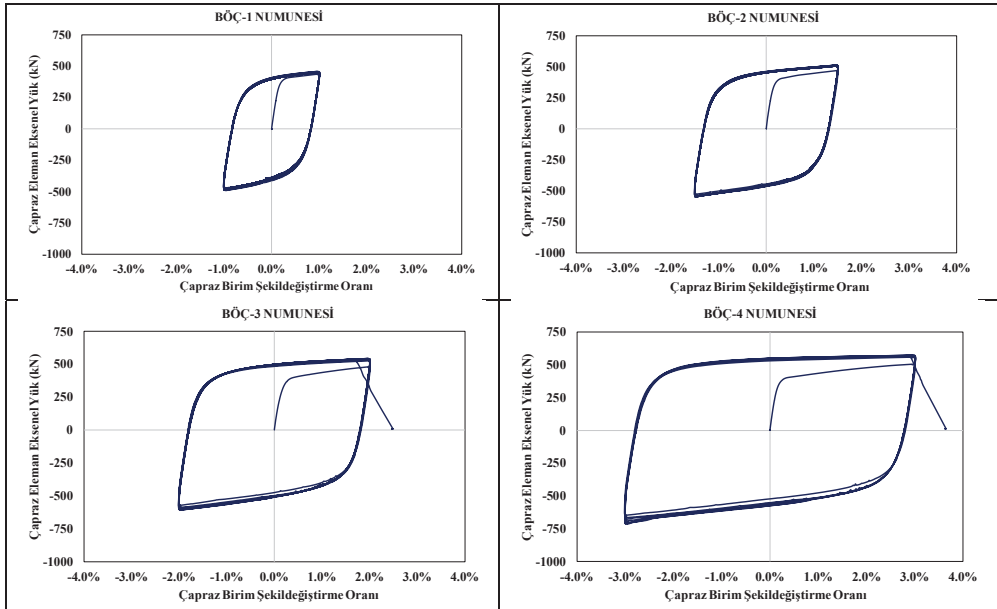 BÖÇ-1 NUMUNESİ
Çapraz Eleman Eksenel Yük (kN)
750
500
250
0
-250
-500
-750
-1000
-4.0% -3.0% -2.0% -1.0% 0.0% 1.0% 2.0% 3.0% 4.0%
Çapraz Birim Şekildeğiştirme Oranı
BÖÇ-2 NUMUNESİ
Çapraz Eleman Eksenel Yük (kN)
750
500
250
0
-250
-500
-750
-1000
-4.0% -3.0% -2.0% -1.0% 0.0% 1.0% 2.0% 3.0% 4.0%
Çapraz Birim Şekildeğiştirme Oranı
BÖÇ-3 NUMUNESİ
Çapraz Eleman Eksenel Yük (kN)
750
500
250
0
-250
-500
-750
-1000
-4.0% -3.0% -2.0% -1.0% 0.0% 1.0% 2.0% 3.0% 4.0%
Çapraz Birim Şekildeğiştirme Oranı
BÖÇ-4 NUMUNESİ
Çapraz Eleman Eksenel Yük (kN)
750
500
250
0
-250
-500
-750
-1000
-4.0% -3.0% -2.0% -1.0% 0.0% 1.0% 2.0% 3.0% 4.0%
Çapraz Birim Şekildeğiştirme Oranı